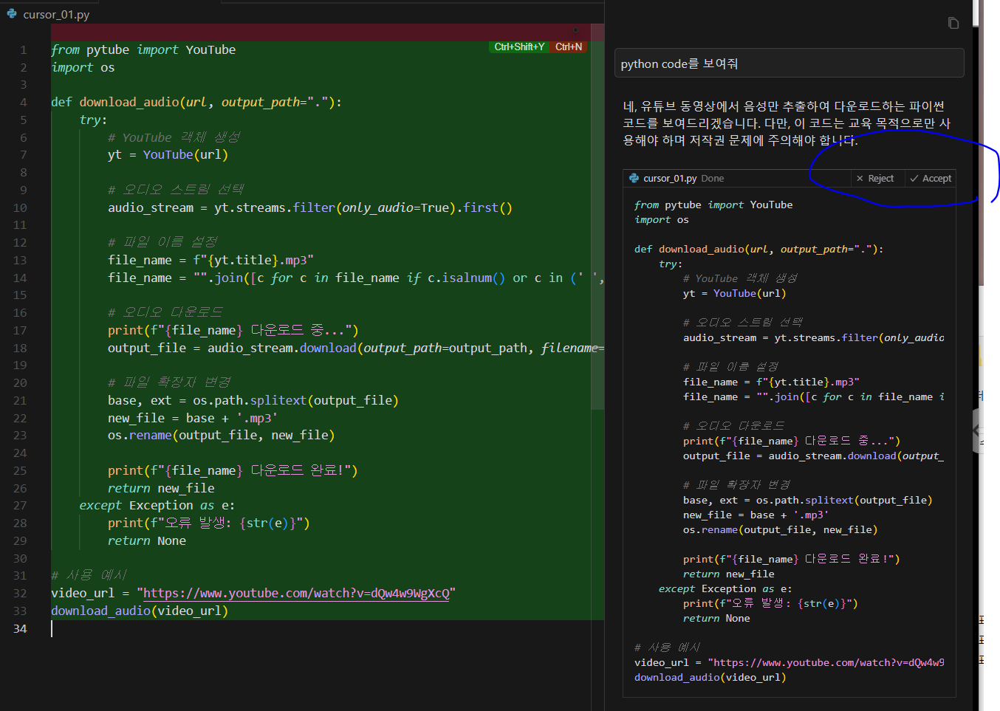 cursor_01.py
Ctrl+Shift+Y Ctrl+N
1 from pytube import YouTube
2 import os
3
4 def download_audio(url, output_path="."):
5 try:
6 # YouTube 객체 생성
7 yt = YouTube(url)
8
9 # 오디오 스트림 선택
10 audio_stream = yt.streams.filter(only_audio=True).first()
11
12 # 파일 이름 설정
13 file_name = f"{yt.title}.mp3"
14 file_name = "".join([c for c in file_name if c.isalnum() or c in (' ',
15
16 # 오디오 다운로드
17 print(f"{file_name} 다운로드 중...")
18 output_file = audio_stream.download(output_path=output_path, filename=
19
20 # 파일 확장자 변경
21 base, ext = os.path.splitext(output_file)
22 new_file = base + '.mp3'
23 os.rename(output_file, new_file)
24
25 print(f"{file_name} 다운로드 완료!")
26 return new_file
27 except Exception as e:
28 print(f"오류 발생: {str(e)}")
29 return None
30
31 # 사용 예시
32 video_url = "https://www.youtube.com/watch?v=dQw4w9WgXcQ"
33 download_audio(video_url)
34
python code를 보여줘
네, 유튜브 동영상에서 음성만 추출하여 다운로드하는 파이썬
코드를 보여드리겠습니다. 다만, 이 코드는 교육 목적으로만 사
용해야 하며 저작권 문제에 주의해야 합니다.
cursor_01.py Done × Reject ✓ Accept
from pytube import YouTube
import os
def download_audio(url, output_path="."):
try:
# YouTube 객체 생성
yt = YouTube(url)
# 오디오 스트림 선택
audio_stream = yt.streams.filter(only_audio
# 파일 이름 설정
file_name = f"{yt.title}.mp3"
file_name = "".join([c for c in file_name i
# 오디오 다운로드
print(f"{file_name} 다운로드 중...")
output_file = audio_stream.download(output_
# 파일 확장자 변경
base, ext = os.path.splitext(output_file)
new_file = base + '.mp3'
os.rename(output_file, new_file)
print(f"{file_name} 다운로드 완료!")
return new_file
except Exception as e:
print(f"오류 발생: {str(e)}")
return None
# 사용 예시
video_url = "https://www.youtube.com/watch?v=dQw4w9
download_audio(video_url)